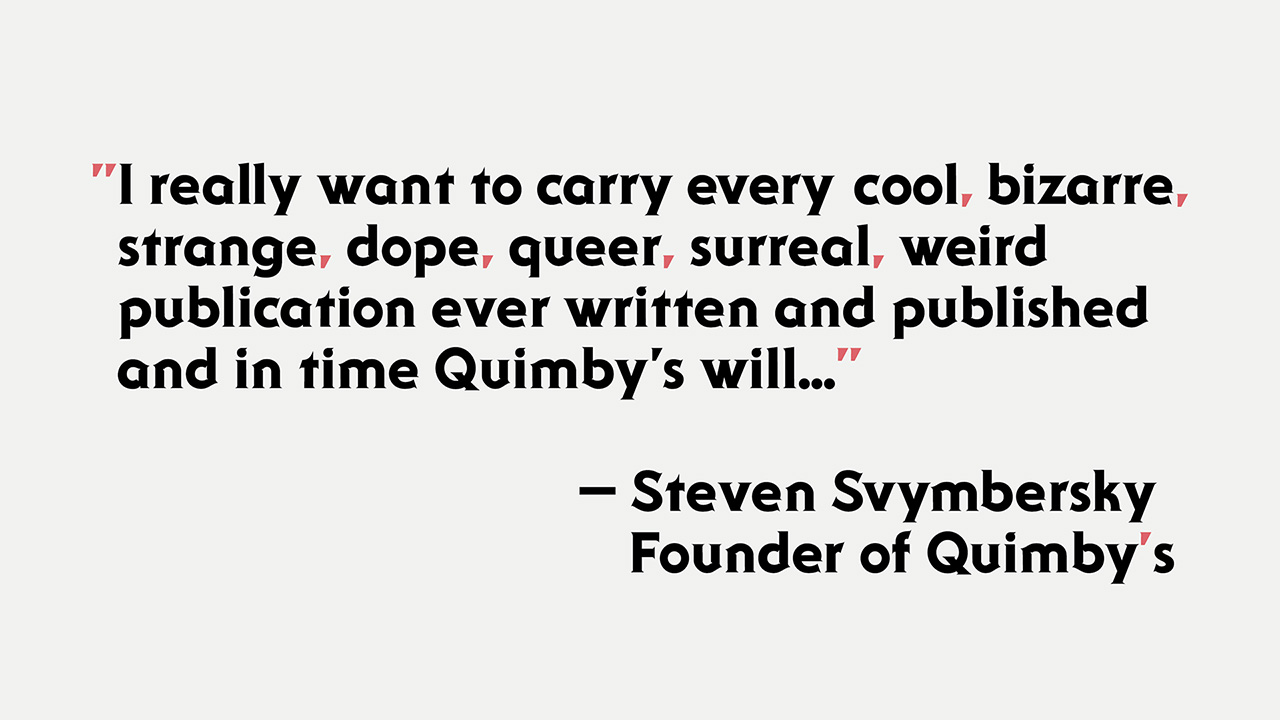 "I really want to carry every cool, bizarre,
strange, dope, queer, surreal, weird
publication ever written and published
and in time Quimby's will..."
— Steven Svymbersky
Founder of Quimby's